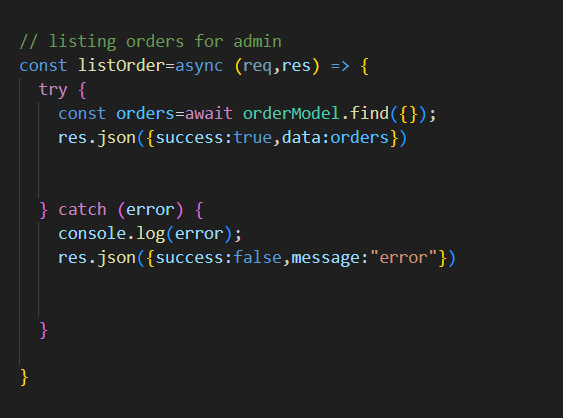 // listing orders for admin
const listOrder=async (req,res) => {
try {
const orders=await orderModel.find({});
res.json({success:true,data:orders})
} catch (error) {
console.log(error);
res.json({success:false,message:"error"})
}
}